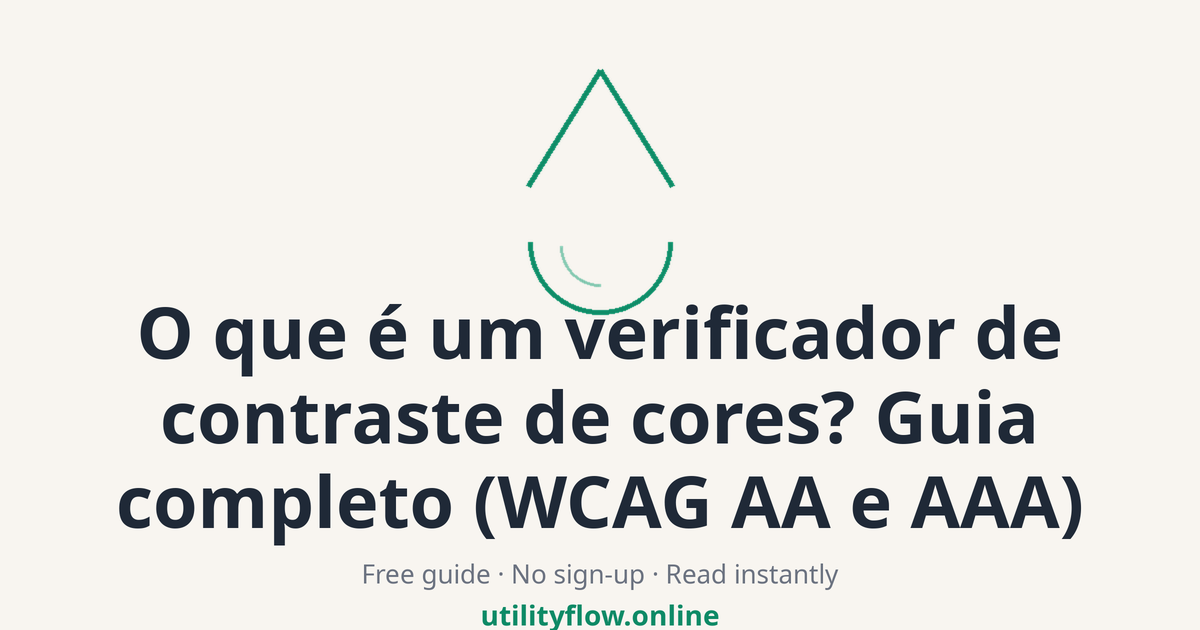 O que é um verificador de
contraste de cores? Guia
completo (WCAG AA e AAA)
Free guide · No sign-up · Read instantly
utilityflow.online